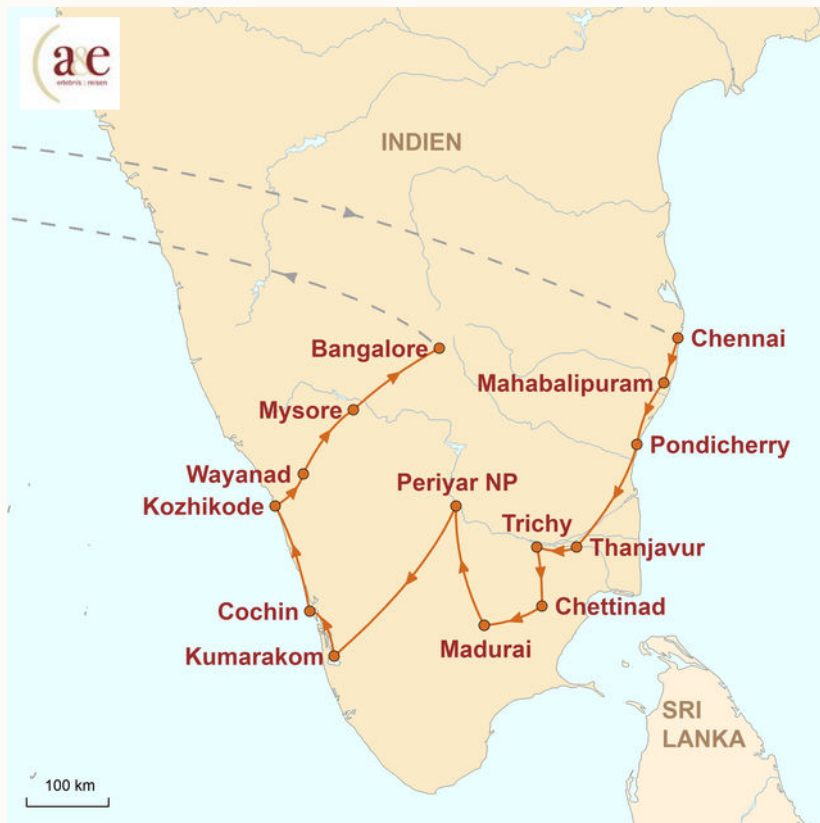 a&e
erlebnis : reisen
INDIEN
Chennai
Bangalore
Mahabalipuram
Mysore
Pondicherry
Wayanad
Periyar NP
Kozhikode
Trichy
Thanjavur
Cochin
Chettinad
Madurai
Kumarakom
SRI
LANKA
100 km